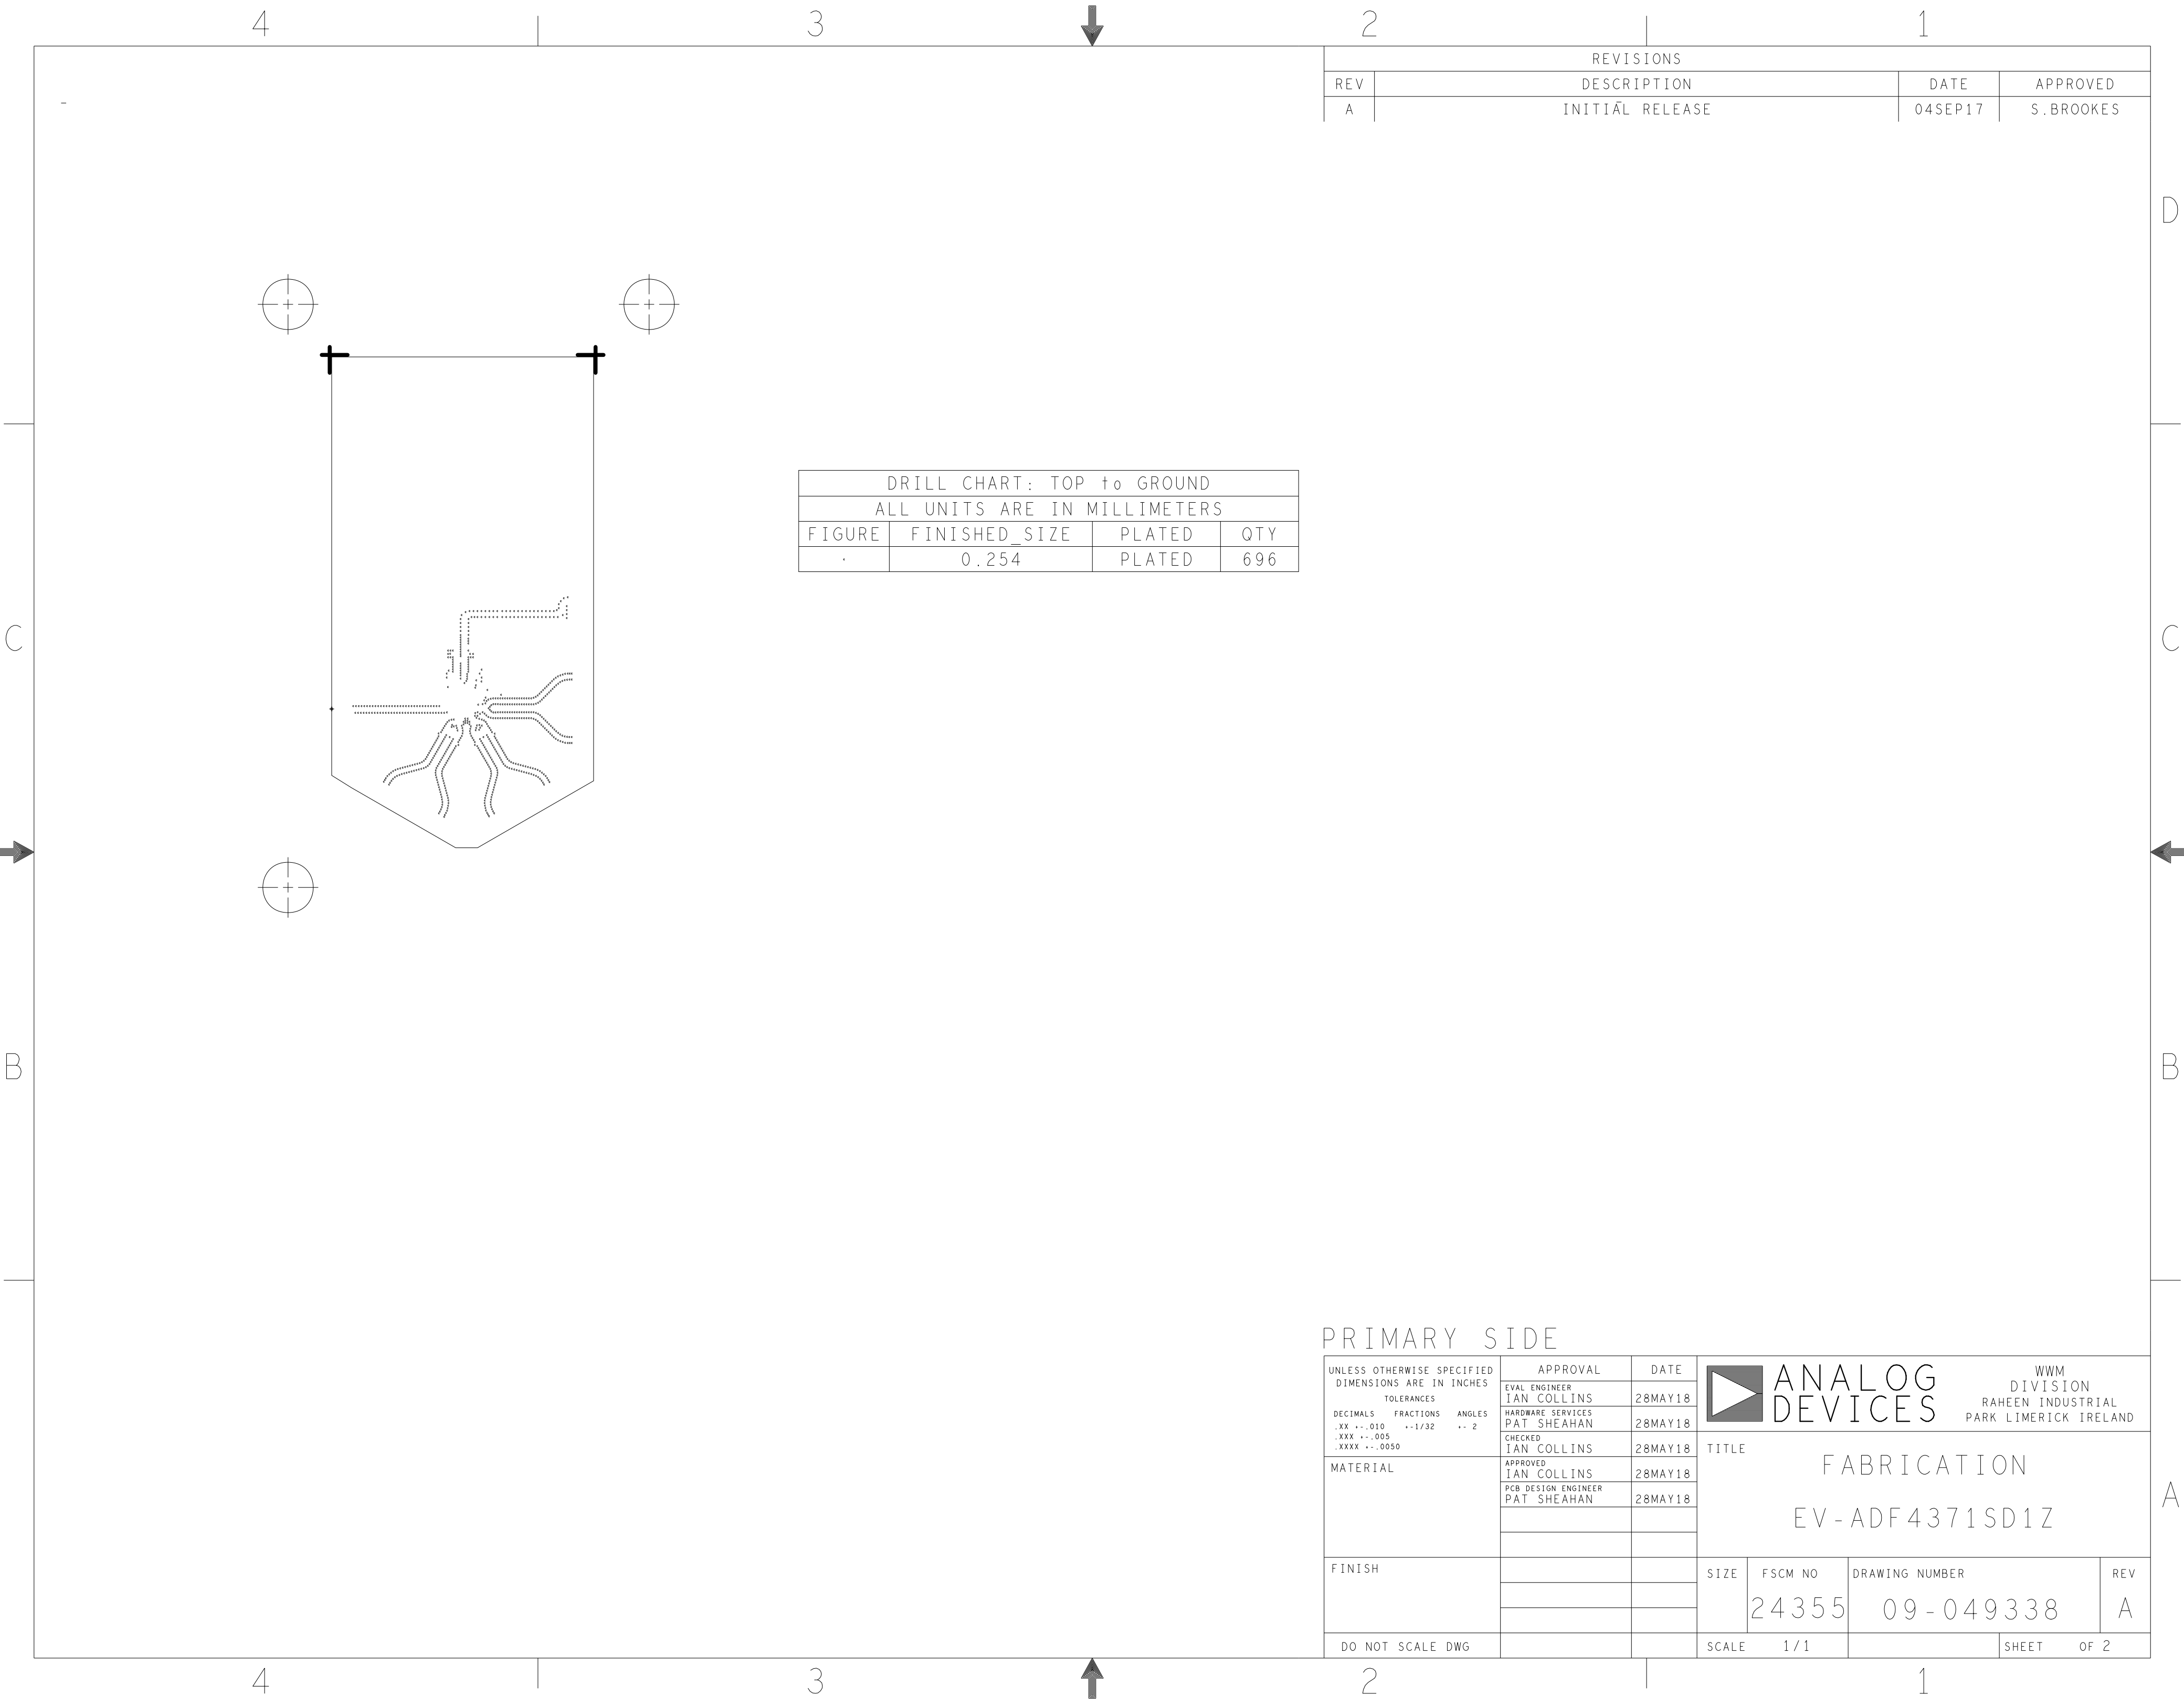 4 3 2 1
REVISIONS
REV DESCRIPTION DATE APPROVED
A INITIAL RELEASE 04SEP17 S.BROOKES
D
DRILL CHART: TOP to GROUND
ALL UNITS ARE IN MILLIMETERS
FIGURE FINISHED_SIZE PLATED QTY
0.254 PLATED 696
C C
B B
PRIMARY SIDE
UNLESS OTHERWISE SPECIFIED
DIMENSIONS ARE IN INCHES
TOLERANCES
DECIMALS FRACTIONS ANGLES
.XX +-.010 +-1/32 +- 2
.XXX +-.005
.XXXX +-.0050
MATERIAL
FINISH
DO NOT SCALE DWG
APPROVAL DATE
EVAL ENGINEER
IAN COLLINS 28MAY18
HARDWARE SERVICES
PAT SHEAHAN 28MAY18
CHECKED
IAN COLLINS 28MAY18
APPROVED
IAN COLLINS 28MAY18
PCB DESIGN ENGINEER
PAT SHEAHAN 28MAY18
ANALOG
DEVICES
WWM
DIVISION
RAHEEN INDUSTRIAL
PARK LIMERICK IRELAND
TITLE
FABRICATION
EV-ADF4371SD1Z
A
SIZE FSCM NO DRAWING NUMBER REV
24355 09-049338 A
SCALE 1/1 SHEET OF 2
4 3 2 1